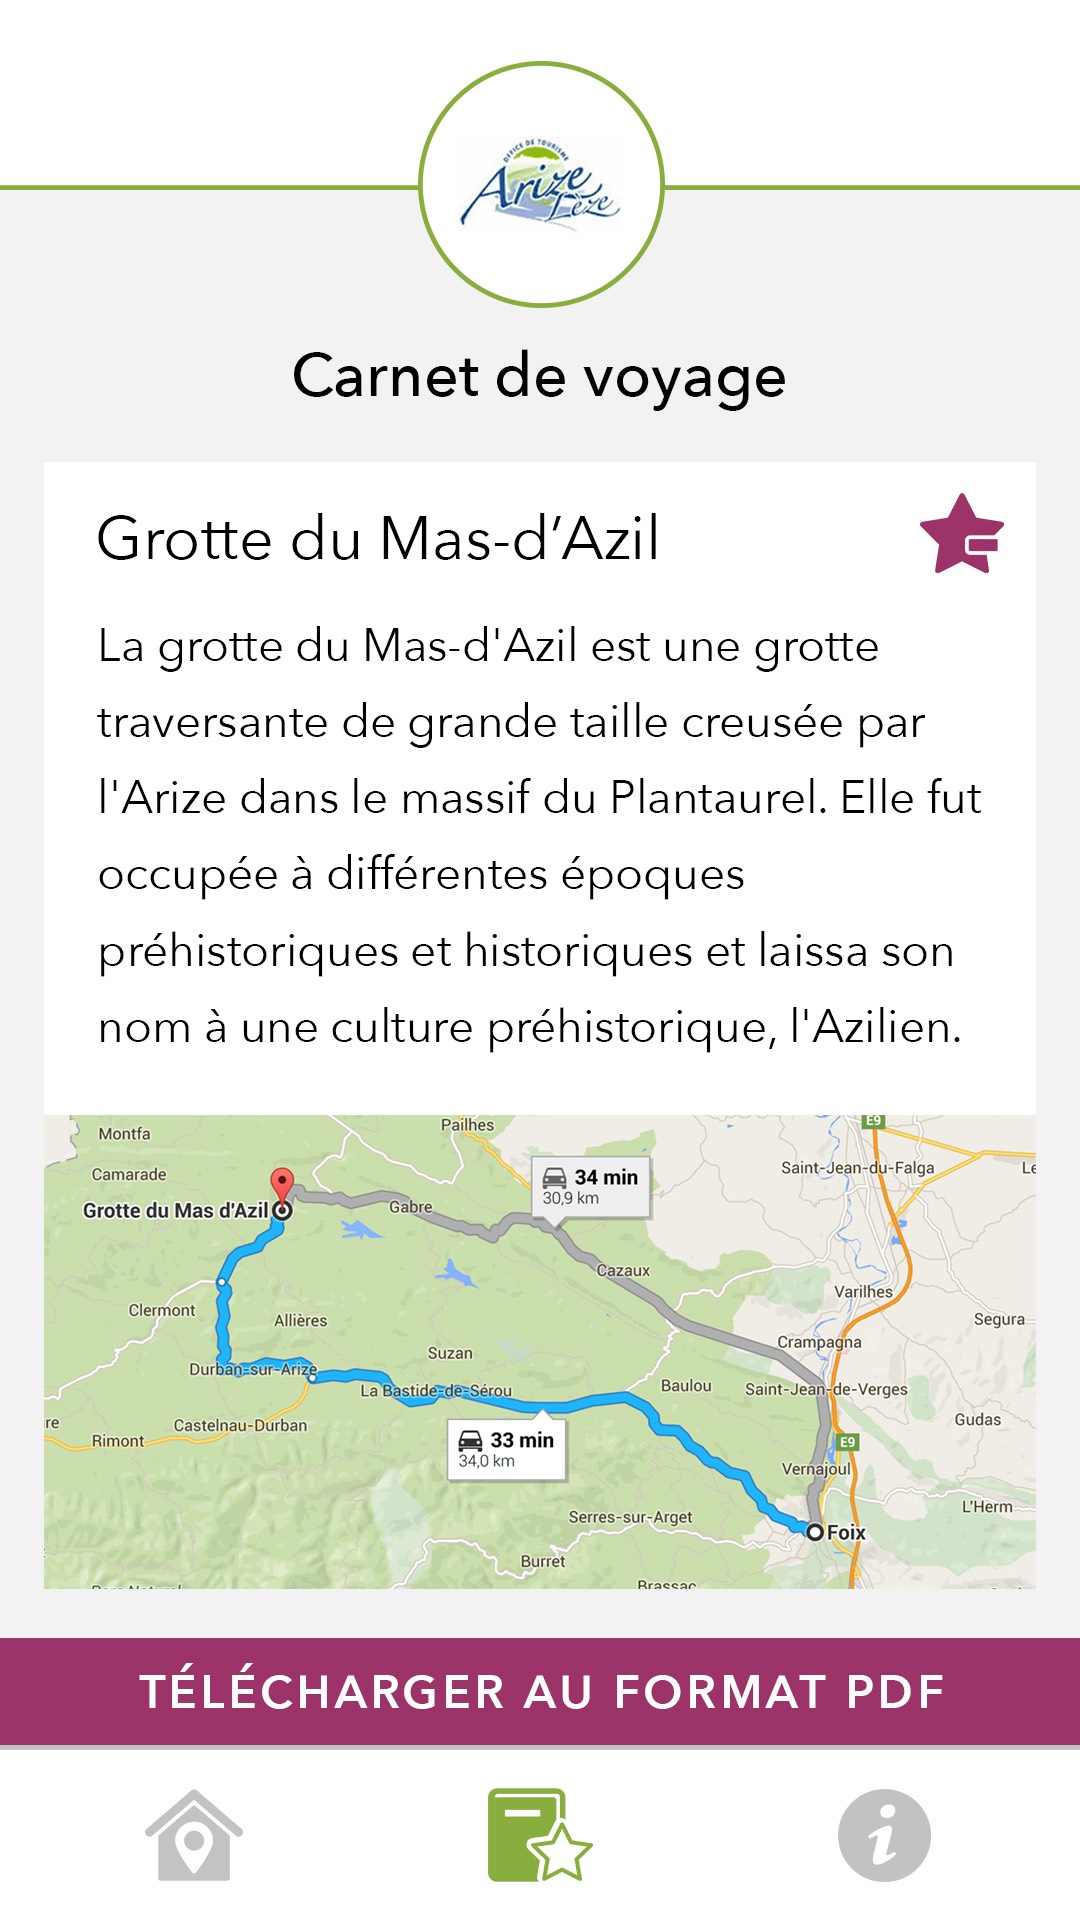 OFFICE DE TOURISME
Arize
Lèze
Carnet de voyage
Grotte du Mas-d’Azil
La grotte du Mas-d'Azil est une grotte
traversante de grande taille creusée par
l'Arize dans le massif du Plantaurel. Elle fut
occupée à différentes époques
préhistoriques et historiques et laissa son
nom à une culture préhistorique, l'Azilien.
Montfa
Pailhes
E9
Camarade
Saint-Jean-du-Falga
Le
34 min
30,9 km
Grotte du Mas d'Azil
Gabre
Cazaux
Varilhes
Clermont
Allières
Segura
Crampagna
Suzan
Durban-sur-Arize
La Bastide-de-Sérou
Baulou
Saint-Jean-de-Verges
re
Castelnau-Durban
Gudas
Rimont
33 min
34,0 km
E9
Vernajoul
L'Herm
Serres-sur-Arget
Foix
Burret
Brassac
Parc Naturel
TÉLÉCHARGER AU FORMAT PDF